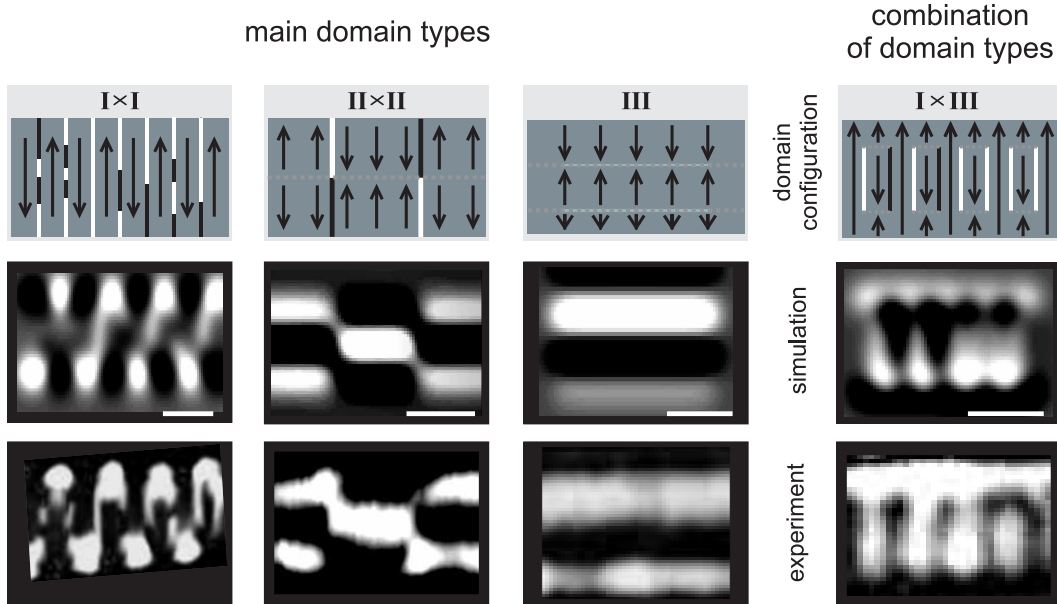 main domain types
combination
of domain types
I×I
II×II
III
I×III
domain
configuration
simulation
experiment